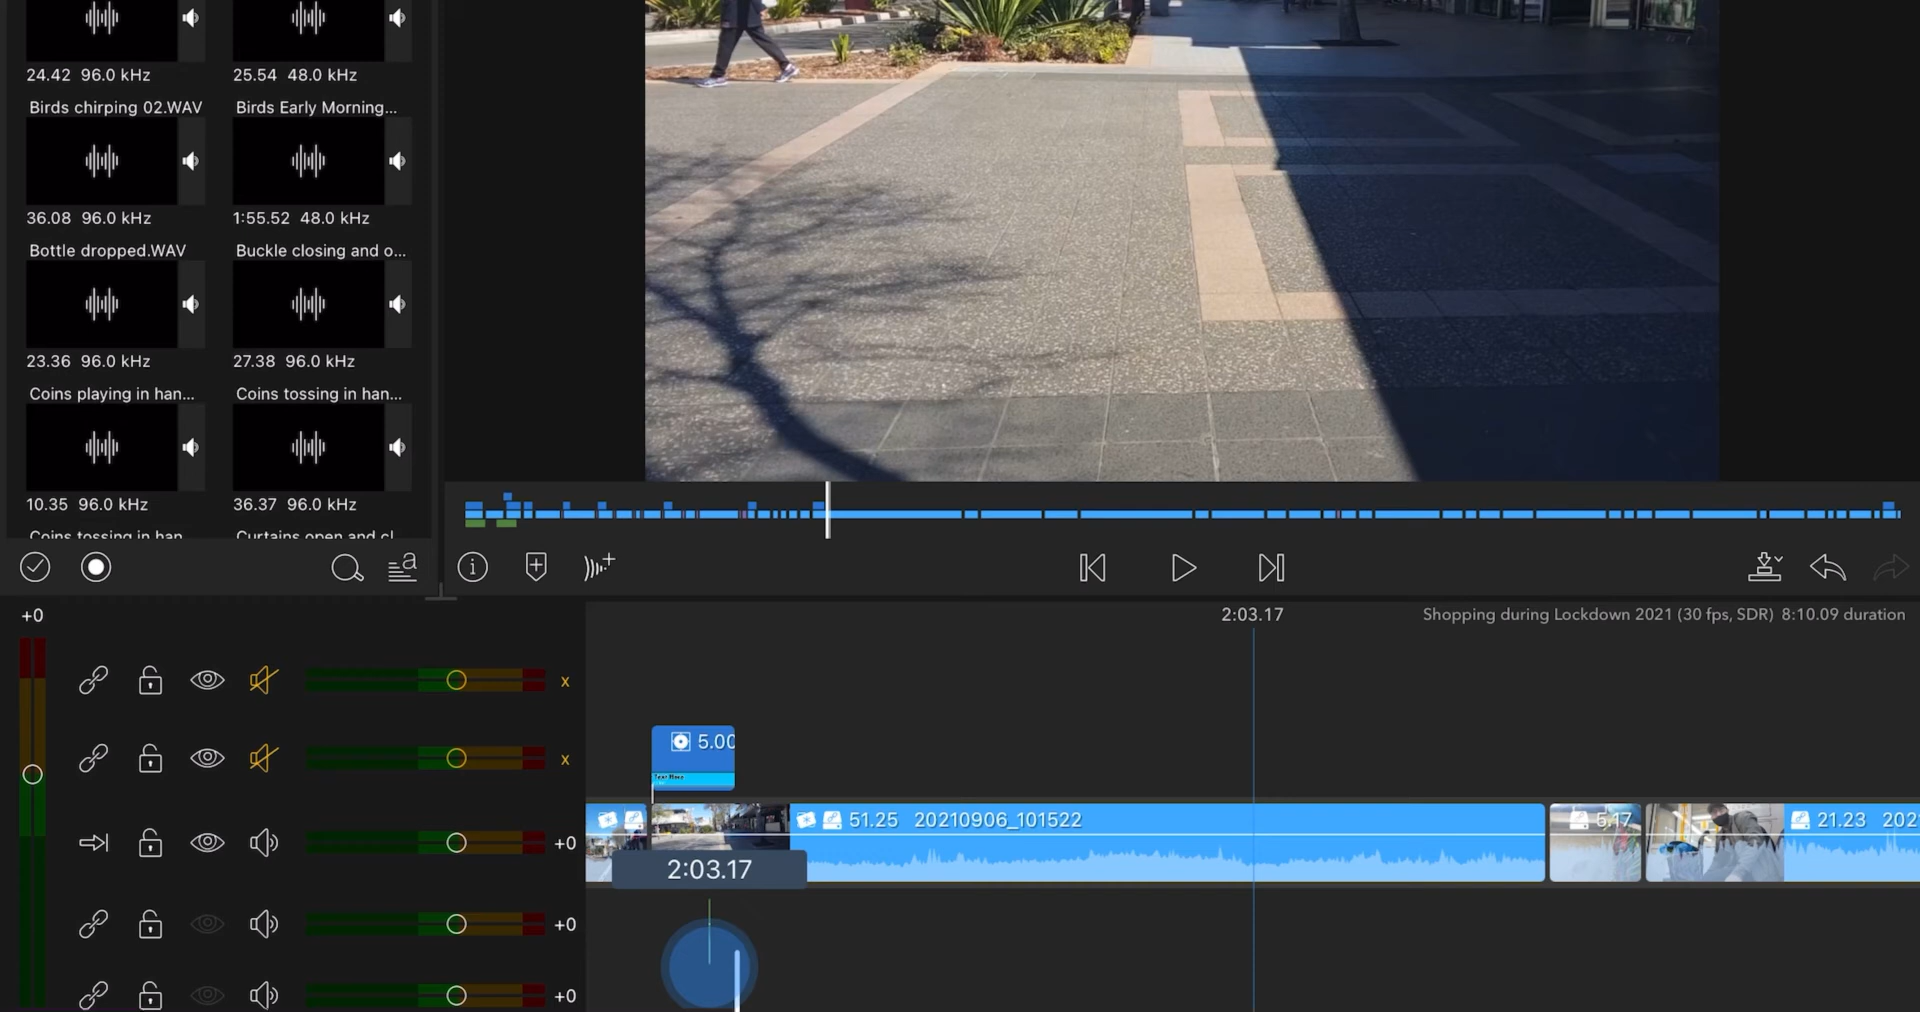 24.42 96.0 kHz
25.54 48.0 kHz
Birds chirping 02.WAV
Birds Early Morning...
36.08 96.0 kHz
1:55.52 48.0 kHz
Bottle dropped.WAV
Buckle closing and o...
23.36 96.0 kHz
27.38 96.0 kHz
Coins playing in han...
Coins tossing in han...
10.35 96.0 kHz
36.37 96.0 kHz
Coins tossing in han
Curtains open and cl
+0
2:03.17
Shopping during Lockdown 2021 (30 fps, SDR) 8:10.09 duration
x
5.00
x
51.25 20210906_101522
5.17
21.23 202
+0
2:03.17
+0
+0